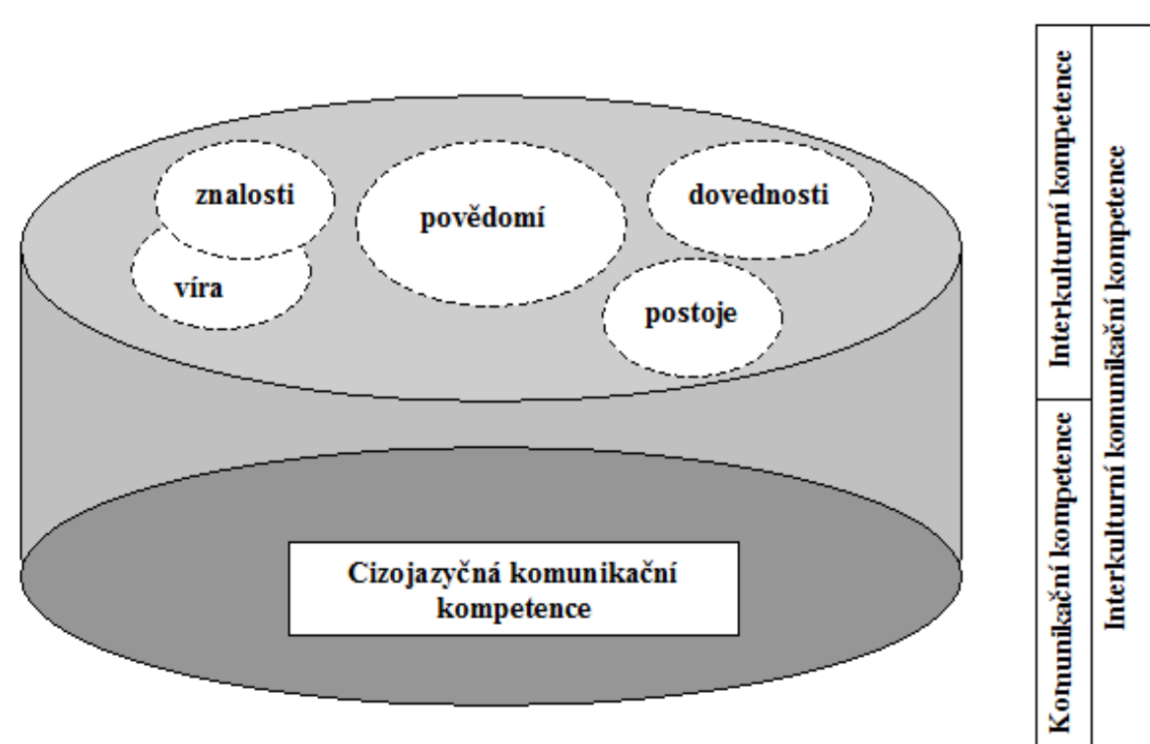 znalosti
povědomí
dovednosti
víra
postoje
Cizojazyčná komunikační
kompetence
Interkulturní kompetence
Komunikační kompetence
Interkulturní komunikační kompetence